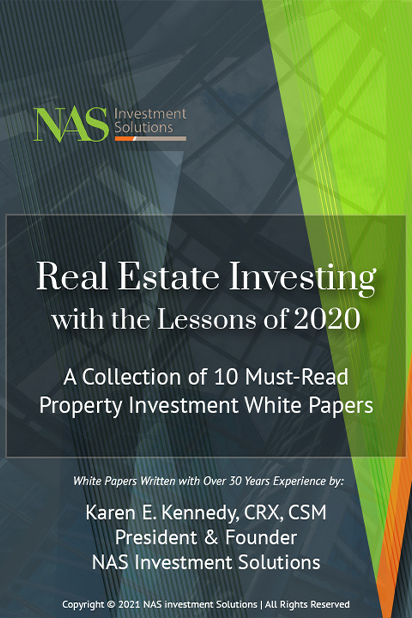 NAS Investment
Solutions
Real Estate Investing
with the Lessons of 2020
A Collection of 10 Must-Read
Property Investment White Papers
White Papers Written with Over 30 Years Experience by:
Karen E. Kennedy, CRX, CSM
President & Founder
NAS Investment Solutions
Copyright © 2021 NAS investment Solutions | All Rights Reserved